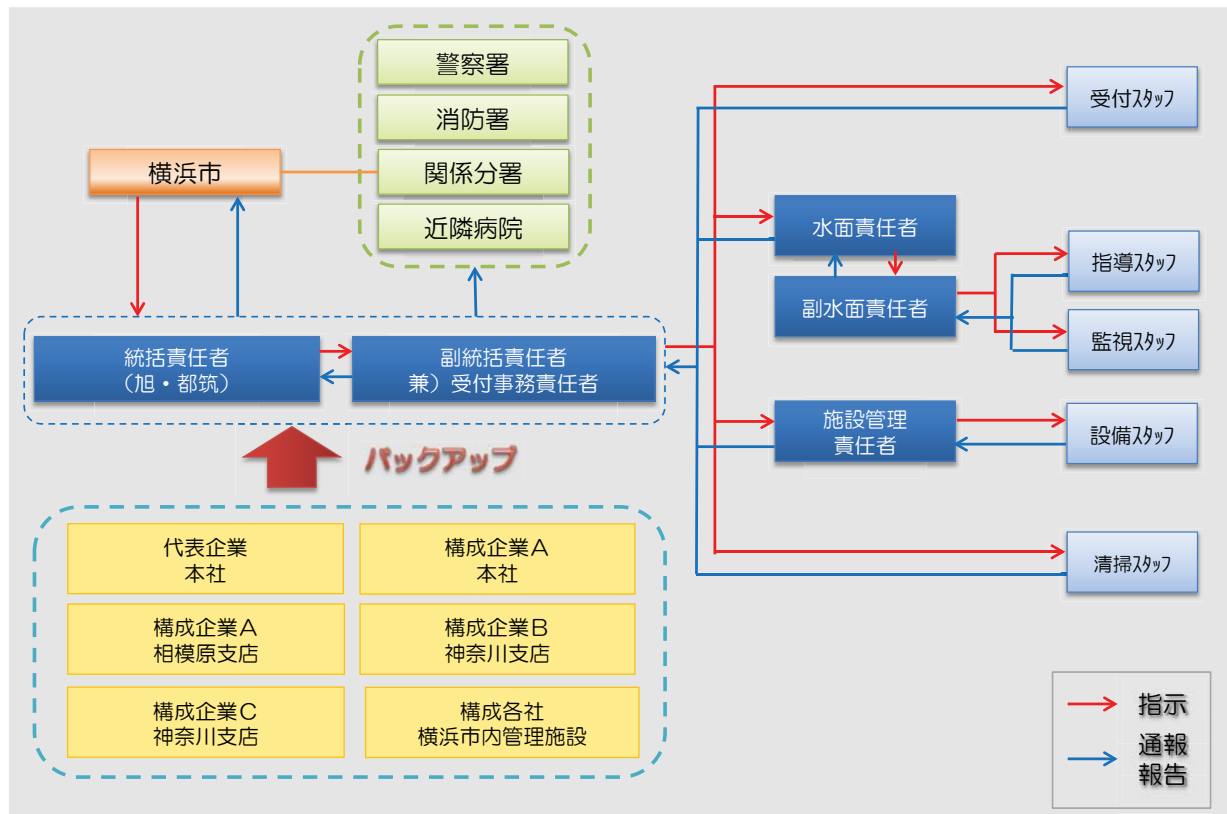 警察署
消防署
関係分署
近隣病院
横浜市
受付ｽﾀｯﾌ
水面責任者
副水面責任者
指導ｽﾀｯﾌ
監視ｽﾀｯﾌ
統括責任者
（旭・都筑）
副統括責任者
兼）受付事務責任者
施設管理
責任者
設備ｽﾀｯﾌ
バックアップ
清掃ｽﾀｯﾌ
代表企業
本社
構成企業A
本社
構成企業A
相模原支店
構成企業B
神奈川支店
構成企業C
神奈川支店
構成各社
横浜市内管理施設
指示
通報
報告